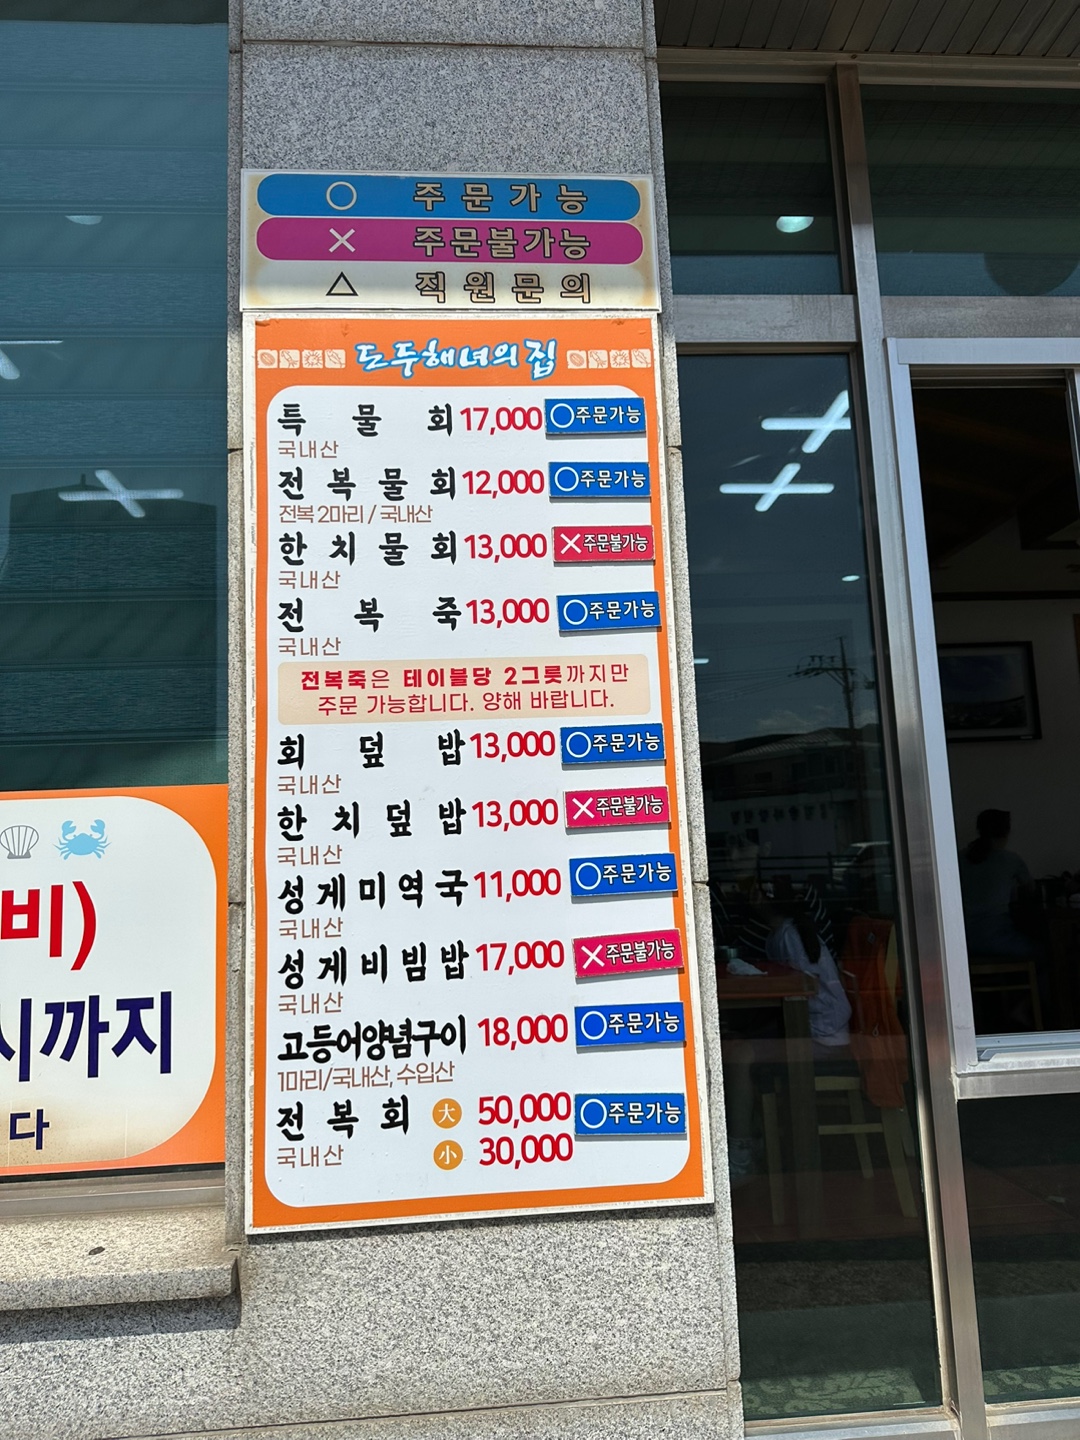 ○ 주문가능
× 주문불가능
△ 직원문의
도두해녀의 집
특물회 17,000 ○주문가능
국내산
전복물회 12,000 ○주문가능
전복 2마리 / 국내산
한치물회 13,000 ×주문불가능
국내산
전복죽 13,000 ○주문가능
국내산
전복죽은 테이블당 2그릇까지만
주문 가능합니다. 양해 바랍니다.
회덮밥 13,000 ○주문가능
국내산
한치덮밥 13,000 ×주문불가능
국내산
성게미역국 11,000 ○주문가능
국내산
성게비빔밥 17,000 ×주문불가능
국내산
고등어양념구이 18,000 ○주문가능
1마리/국내산, 수입산
전복회 大 50,000 ○주문가능
국내산 小 30,000
비)
시까지
다